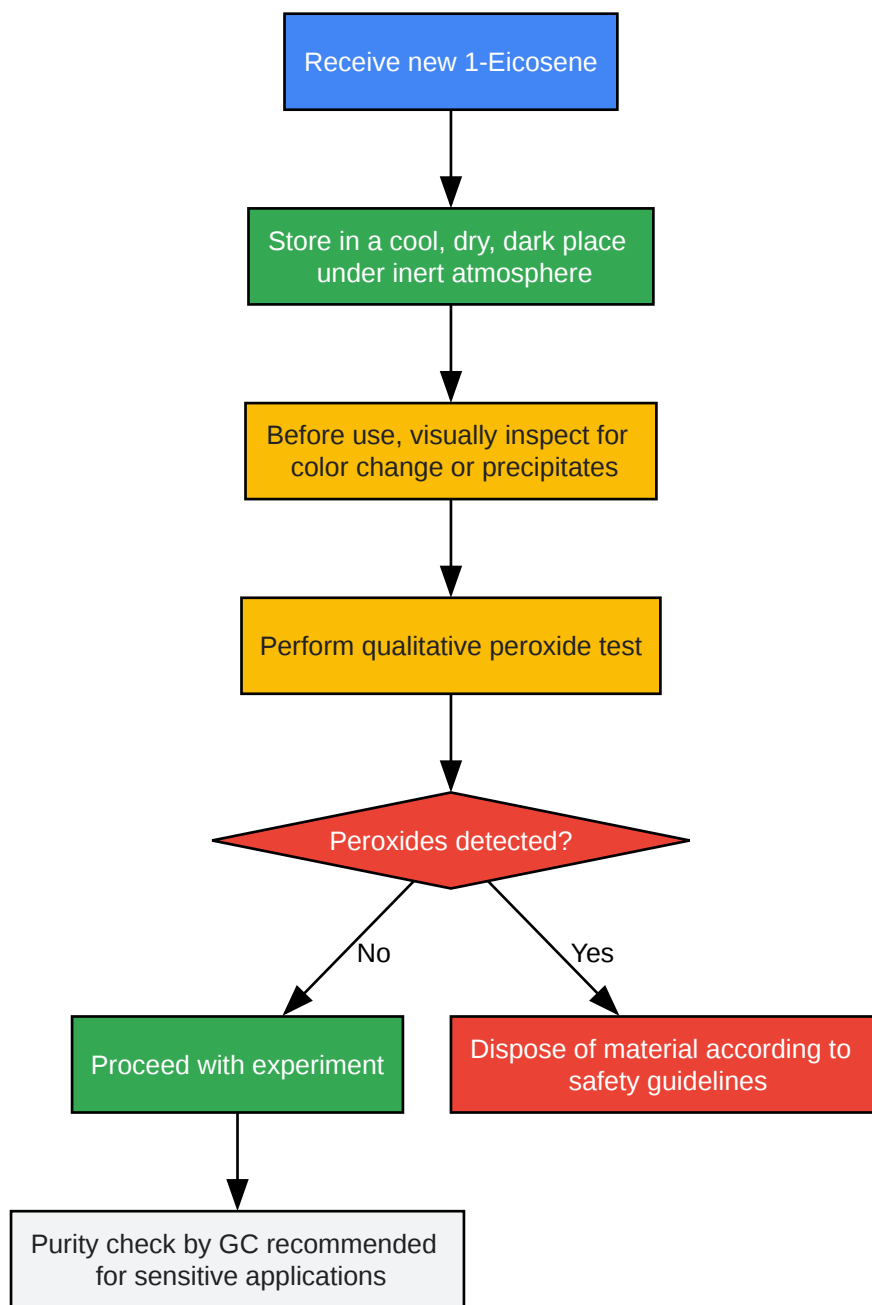 Receive new 1-Eicosene
Store in a cool, dry, dark place
under inert atmosphere
Before use, visually inspect for
color change or precipitates
Perform qualitative peroxide test
Peroxides detected?
No
Yes
Proceed with experiment
Dispose of material according to
safety guidelines
Purity check by GC recommended
for sensitive applications